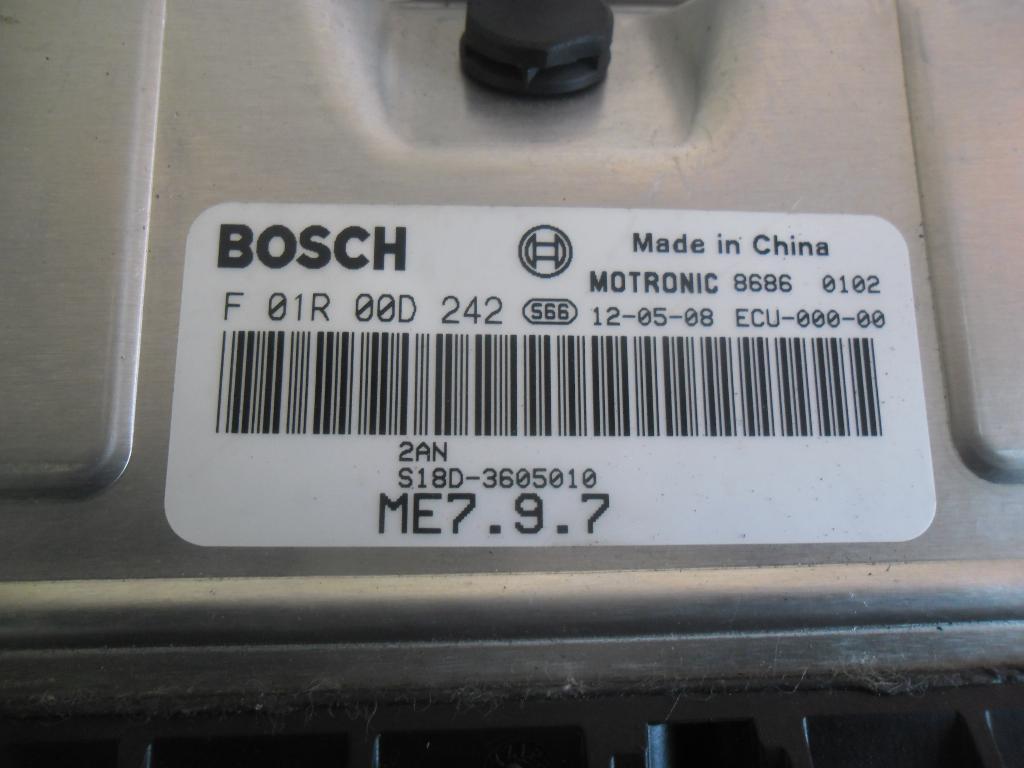 BOSCH
Made in China
MOTRONIC 8686 0102
F 01R 00D 242 S66 12-05-08 ECU-000-00
2AN
S18D-3605010
ME7.9.7